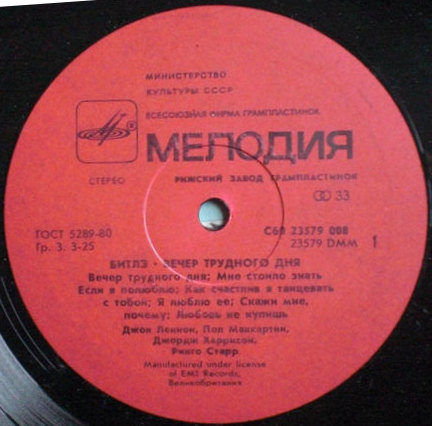 МИНИСТЕРСТВО
КУЛЬТУРЫ СССР
ВСЕСОЮЗНАЯ ФИРМА ГРАМПЛАСТИНОК
МЕЛОДИЯ
СТЕРЕО
РИЖСКИЙ ЗАВОД ГРАМПЛАСТИНОК
33
ГОСТ 5289-80
Гр. 3. 3-25
С60 23579 008
23579 DMM
1
БИТЛЗ • ВЕЧЕР ТРУДНОГО ДНЯ
Вечер трудного дня; Мне стоило знать
Если я полюблю; Как счастлив я танцевать
с тобой; Я люблю ее; Скажи мне,
почему; Любовь не купишь
Джон Леннон, Пол Маккартни,
Джордж Харрисон,
Ринго Старр
Manufactured under license
of EMI Records,
Великобритания